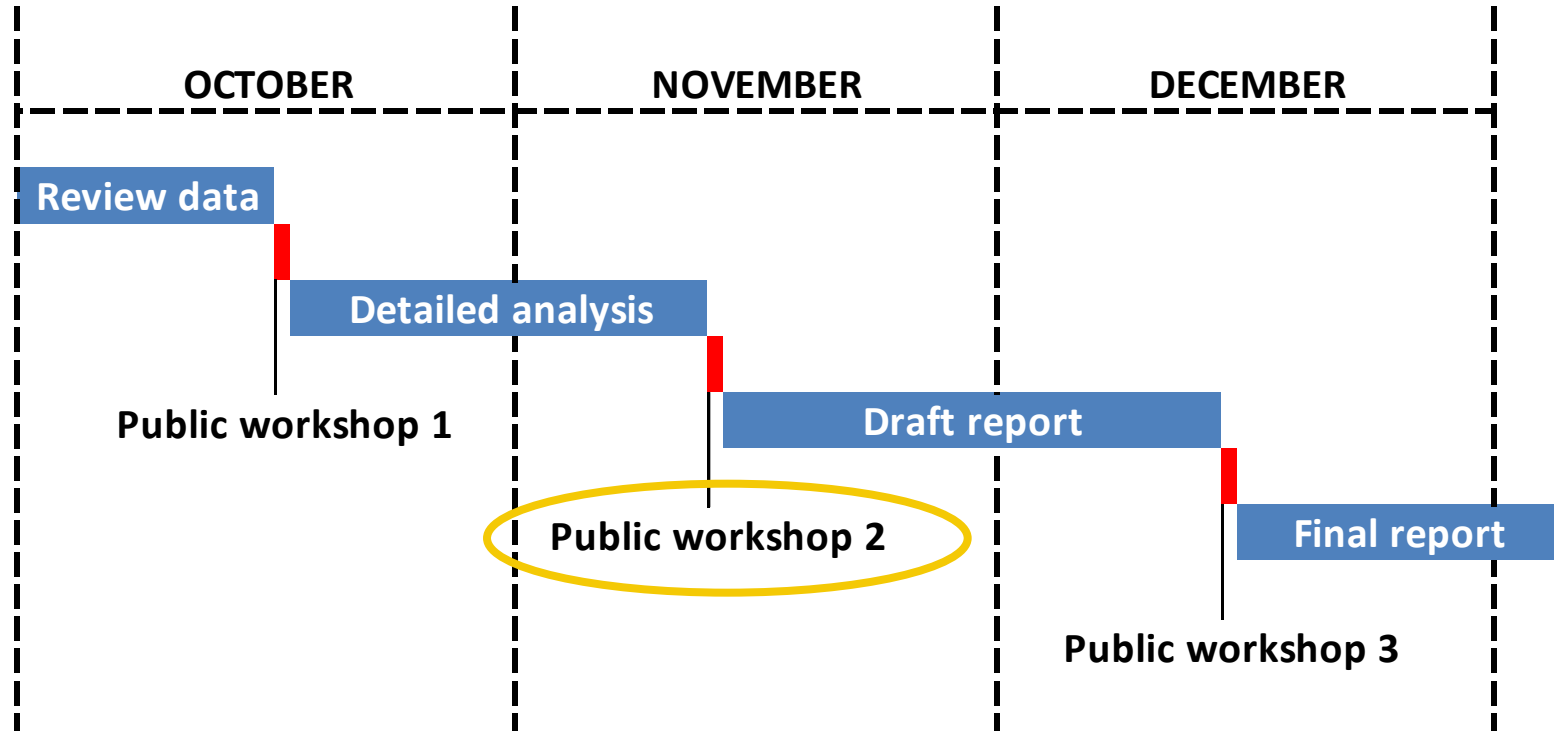 OCTOBER NOVEMBER DECEMBER
Review data
Detailed analysis
Public workshop 1
Draft report
Public workshop 2
Final report
Public workshop 3